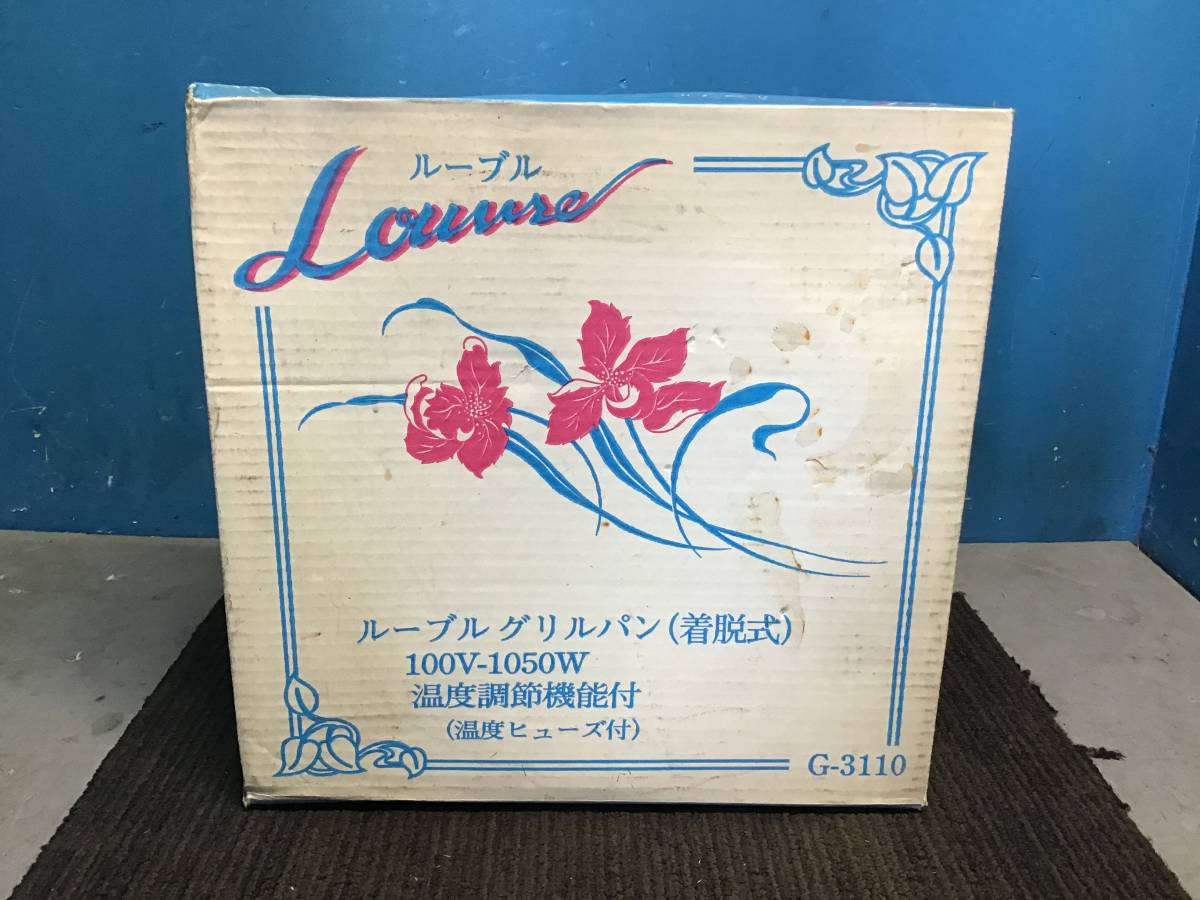 ルーブル
Louvre
ルーブル グリルパン(着脱式)
100V-1050W
温度調節機能付
(温度ヒューズ付)
G-3110